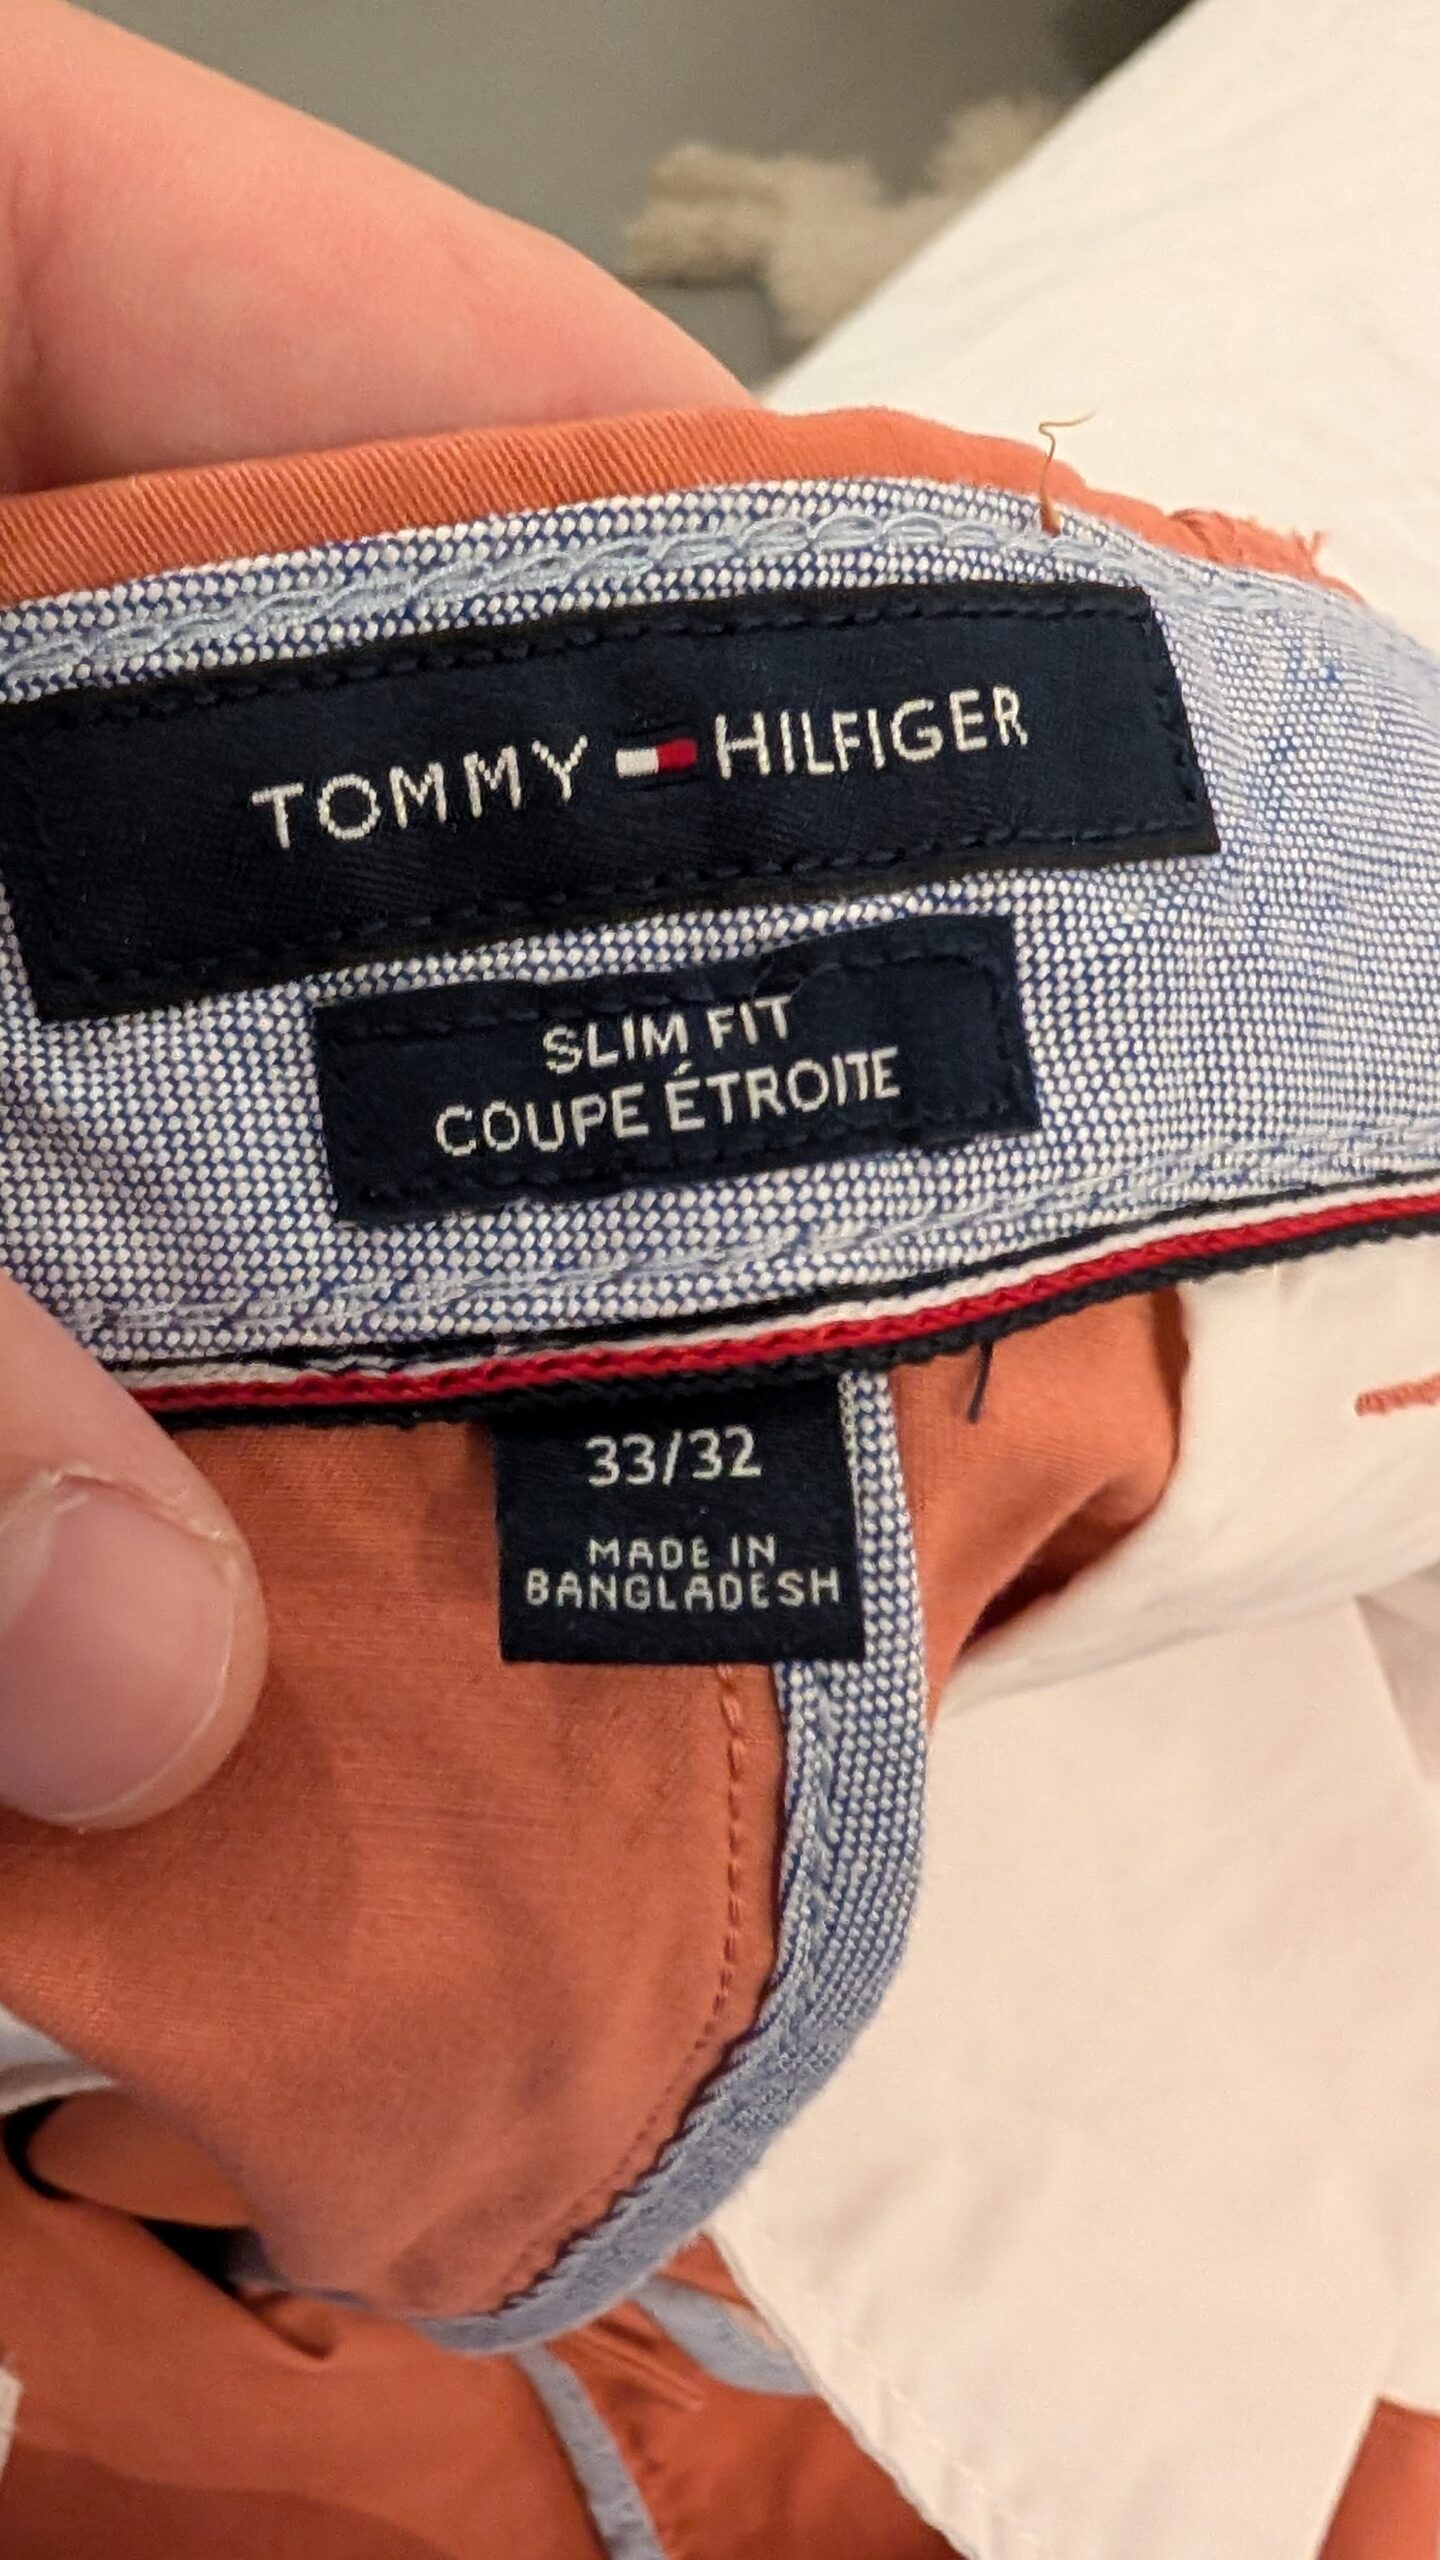 TOMMY HILFIGER
SLIM FIT
COUPE ÉTROITE
33/32
MADE IN
BANGLADESH